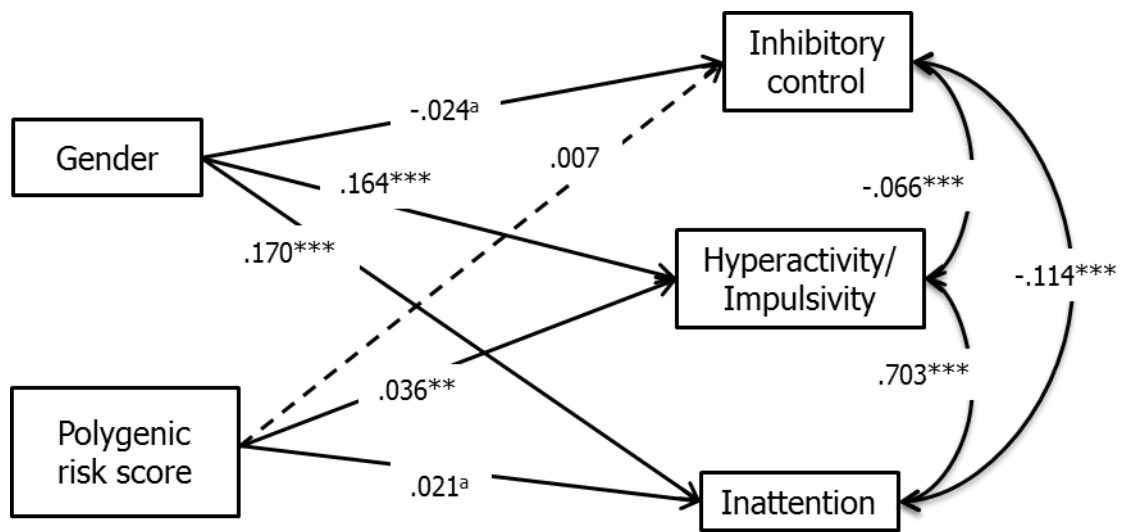 Inhibitory
control
-.024ᵃ
Gender
.007
.164***
-.066***
.170***
Hyperactivity/
Impulsivity
-.114***
.036**
.703***
Polygenic
risk score
.021ᵃ
Inattention